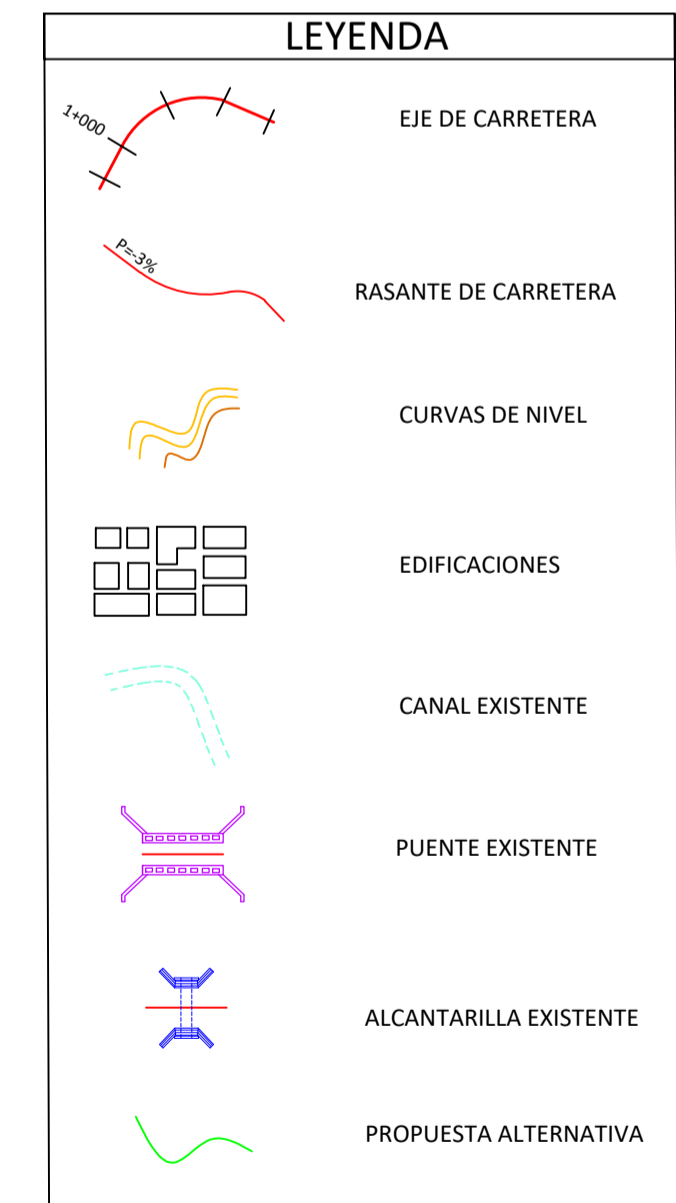 LEYENDA
1+000
EJE DE CARRETERA
P=-3%
RASANTE DE CARRETERA
CURVAS DE NIVEL
EDIFICACIONES
CANAL EXISTENTE
PUENTE EXISTENTE
ALCANTARILLA EXISTENTE
PROPUESTA ALTERNATIVA